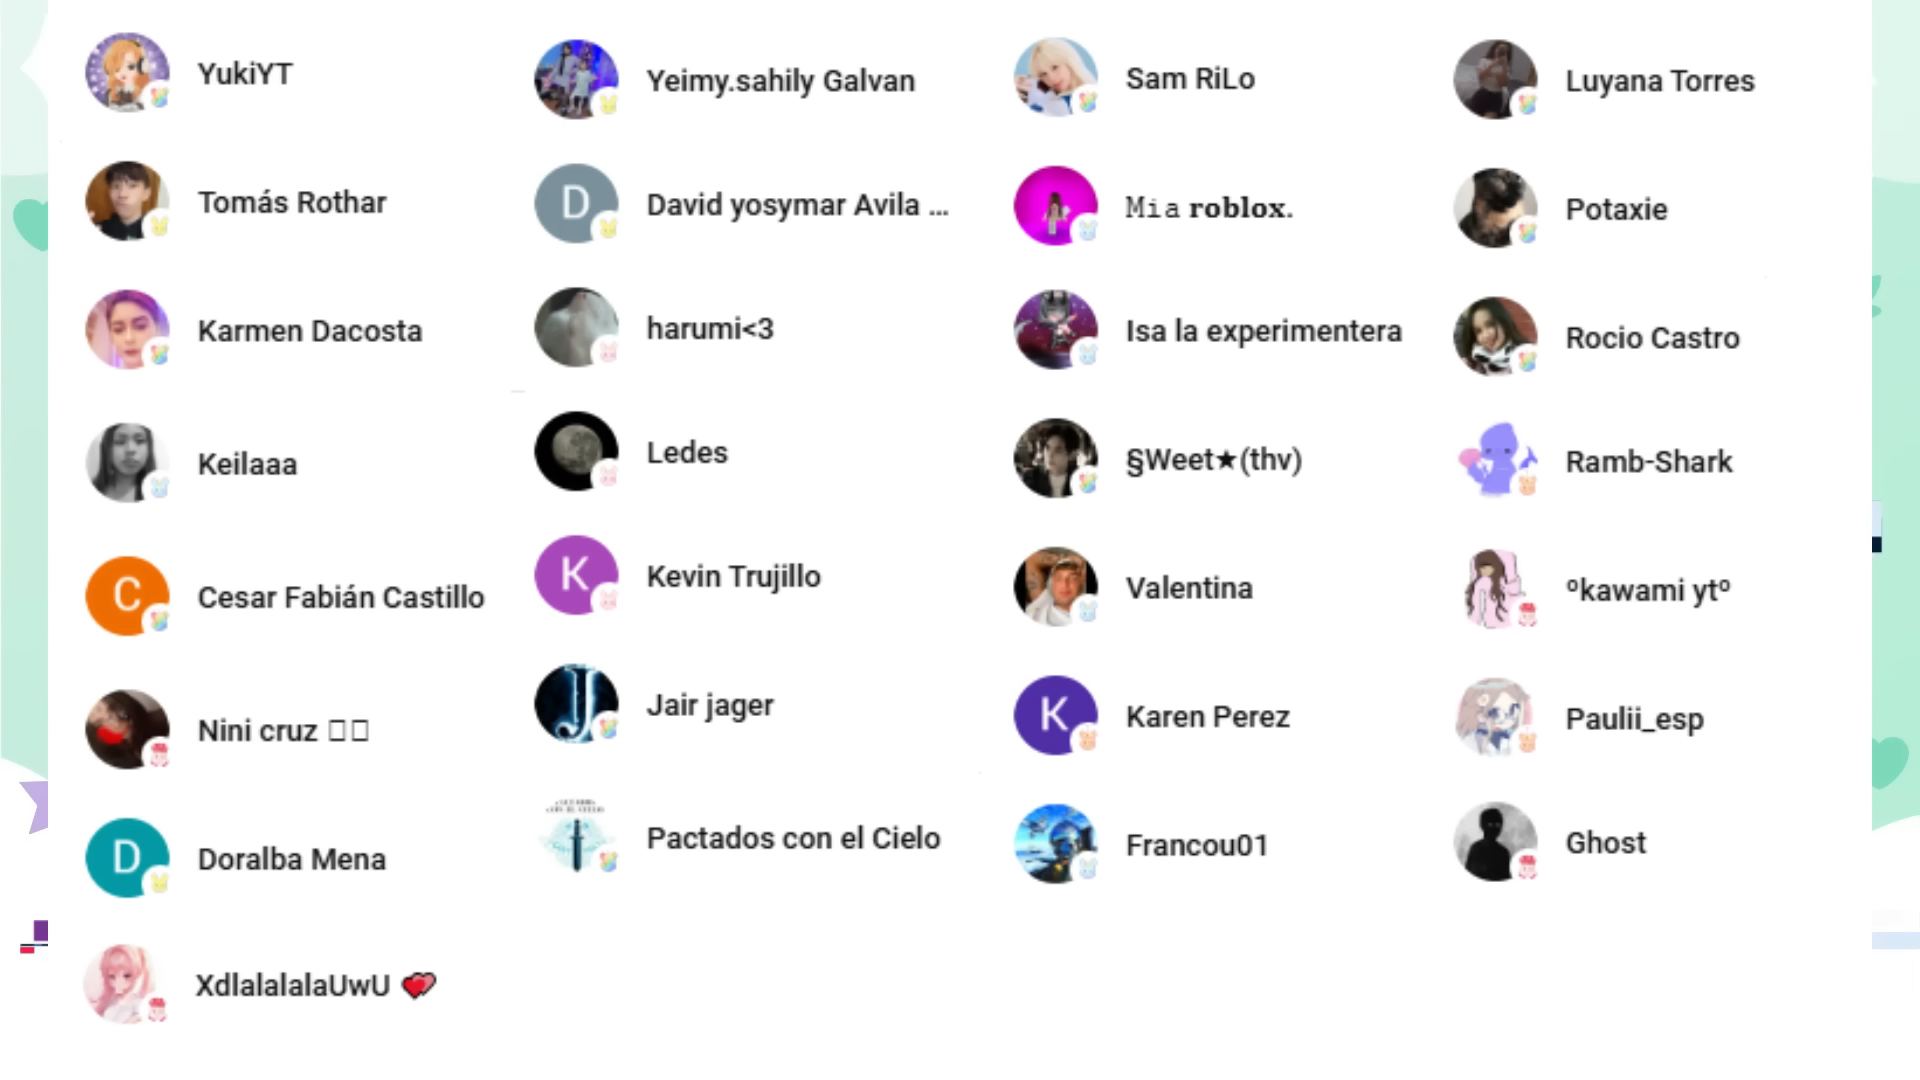 YukiYT
Tomás Rothar
Karmen Dacosta
Keilaaa
C
Cesar Fabián Castillo
Nini cruz □□
D
Doralba Mena
XdlalalalaUwU 💕
Yeimy.sahily Galvan
D
David yosymar Avila ...
harumi<3
Ledes
K
Kevin Trujillo
J
Jair jager
Pactados con el Cielo
Sam RiLo
𝙼𝚒𝚊 𝐫𝐨𝐛𝐥𝐨𝐱.
Isa la experimentera
§Weet★(thv)
Valentina
K
Karen Perez
Francou01
Luyana Torres
Potaxie
Rocio Castro
Ramb-Shark
ºkawami ytº
Paulii_esp
Ghost